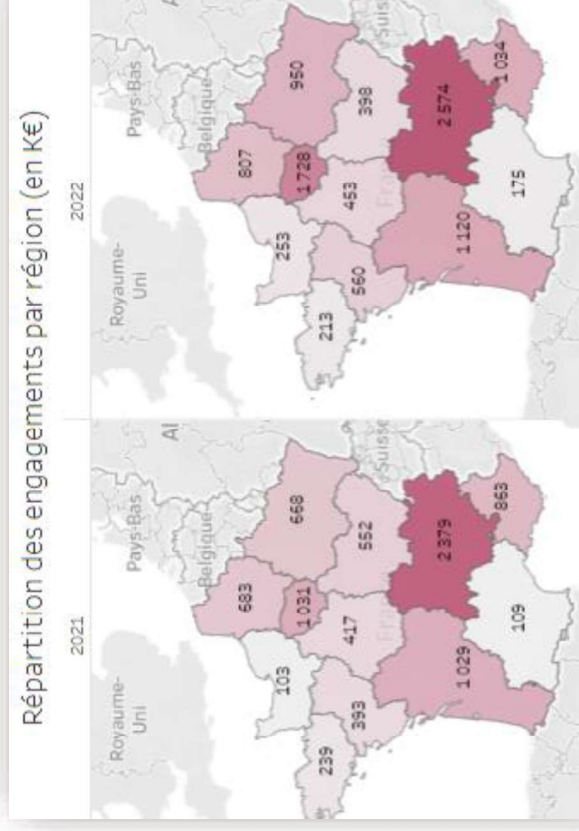 Répartition des engagements par région (en K€)
2021
2022
Royaume-
Uni
Pays-Bas
Belgique
Al
683
103
1 031
668
239
393
417
552
Suisse
1 029
2 379
109
863
Royaume-
Uni
Pays-Bas
Belgique
807
253
1 728
950
213
560
453
398
1 120
2 574
175
1 034